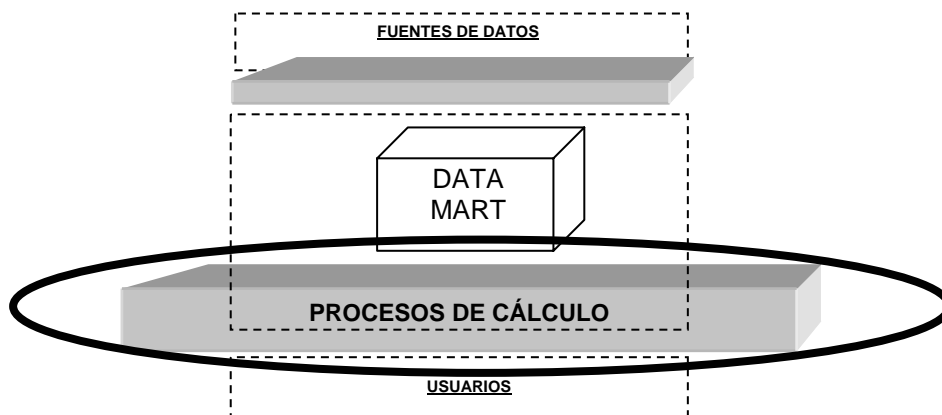 FUENTES DE DATOS
DATA
MART
PROCESOS DE CÁLCULO
USUARIOS